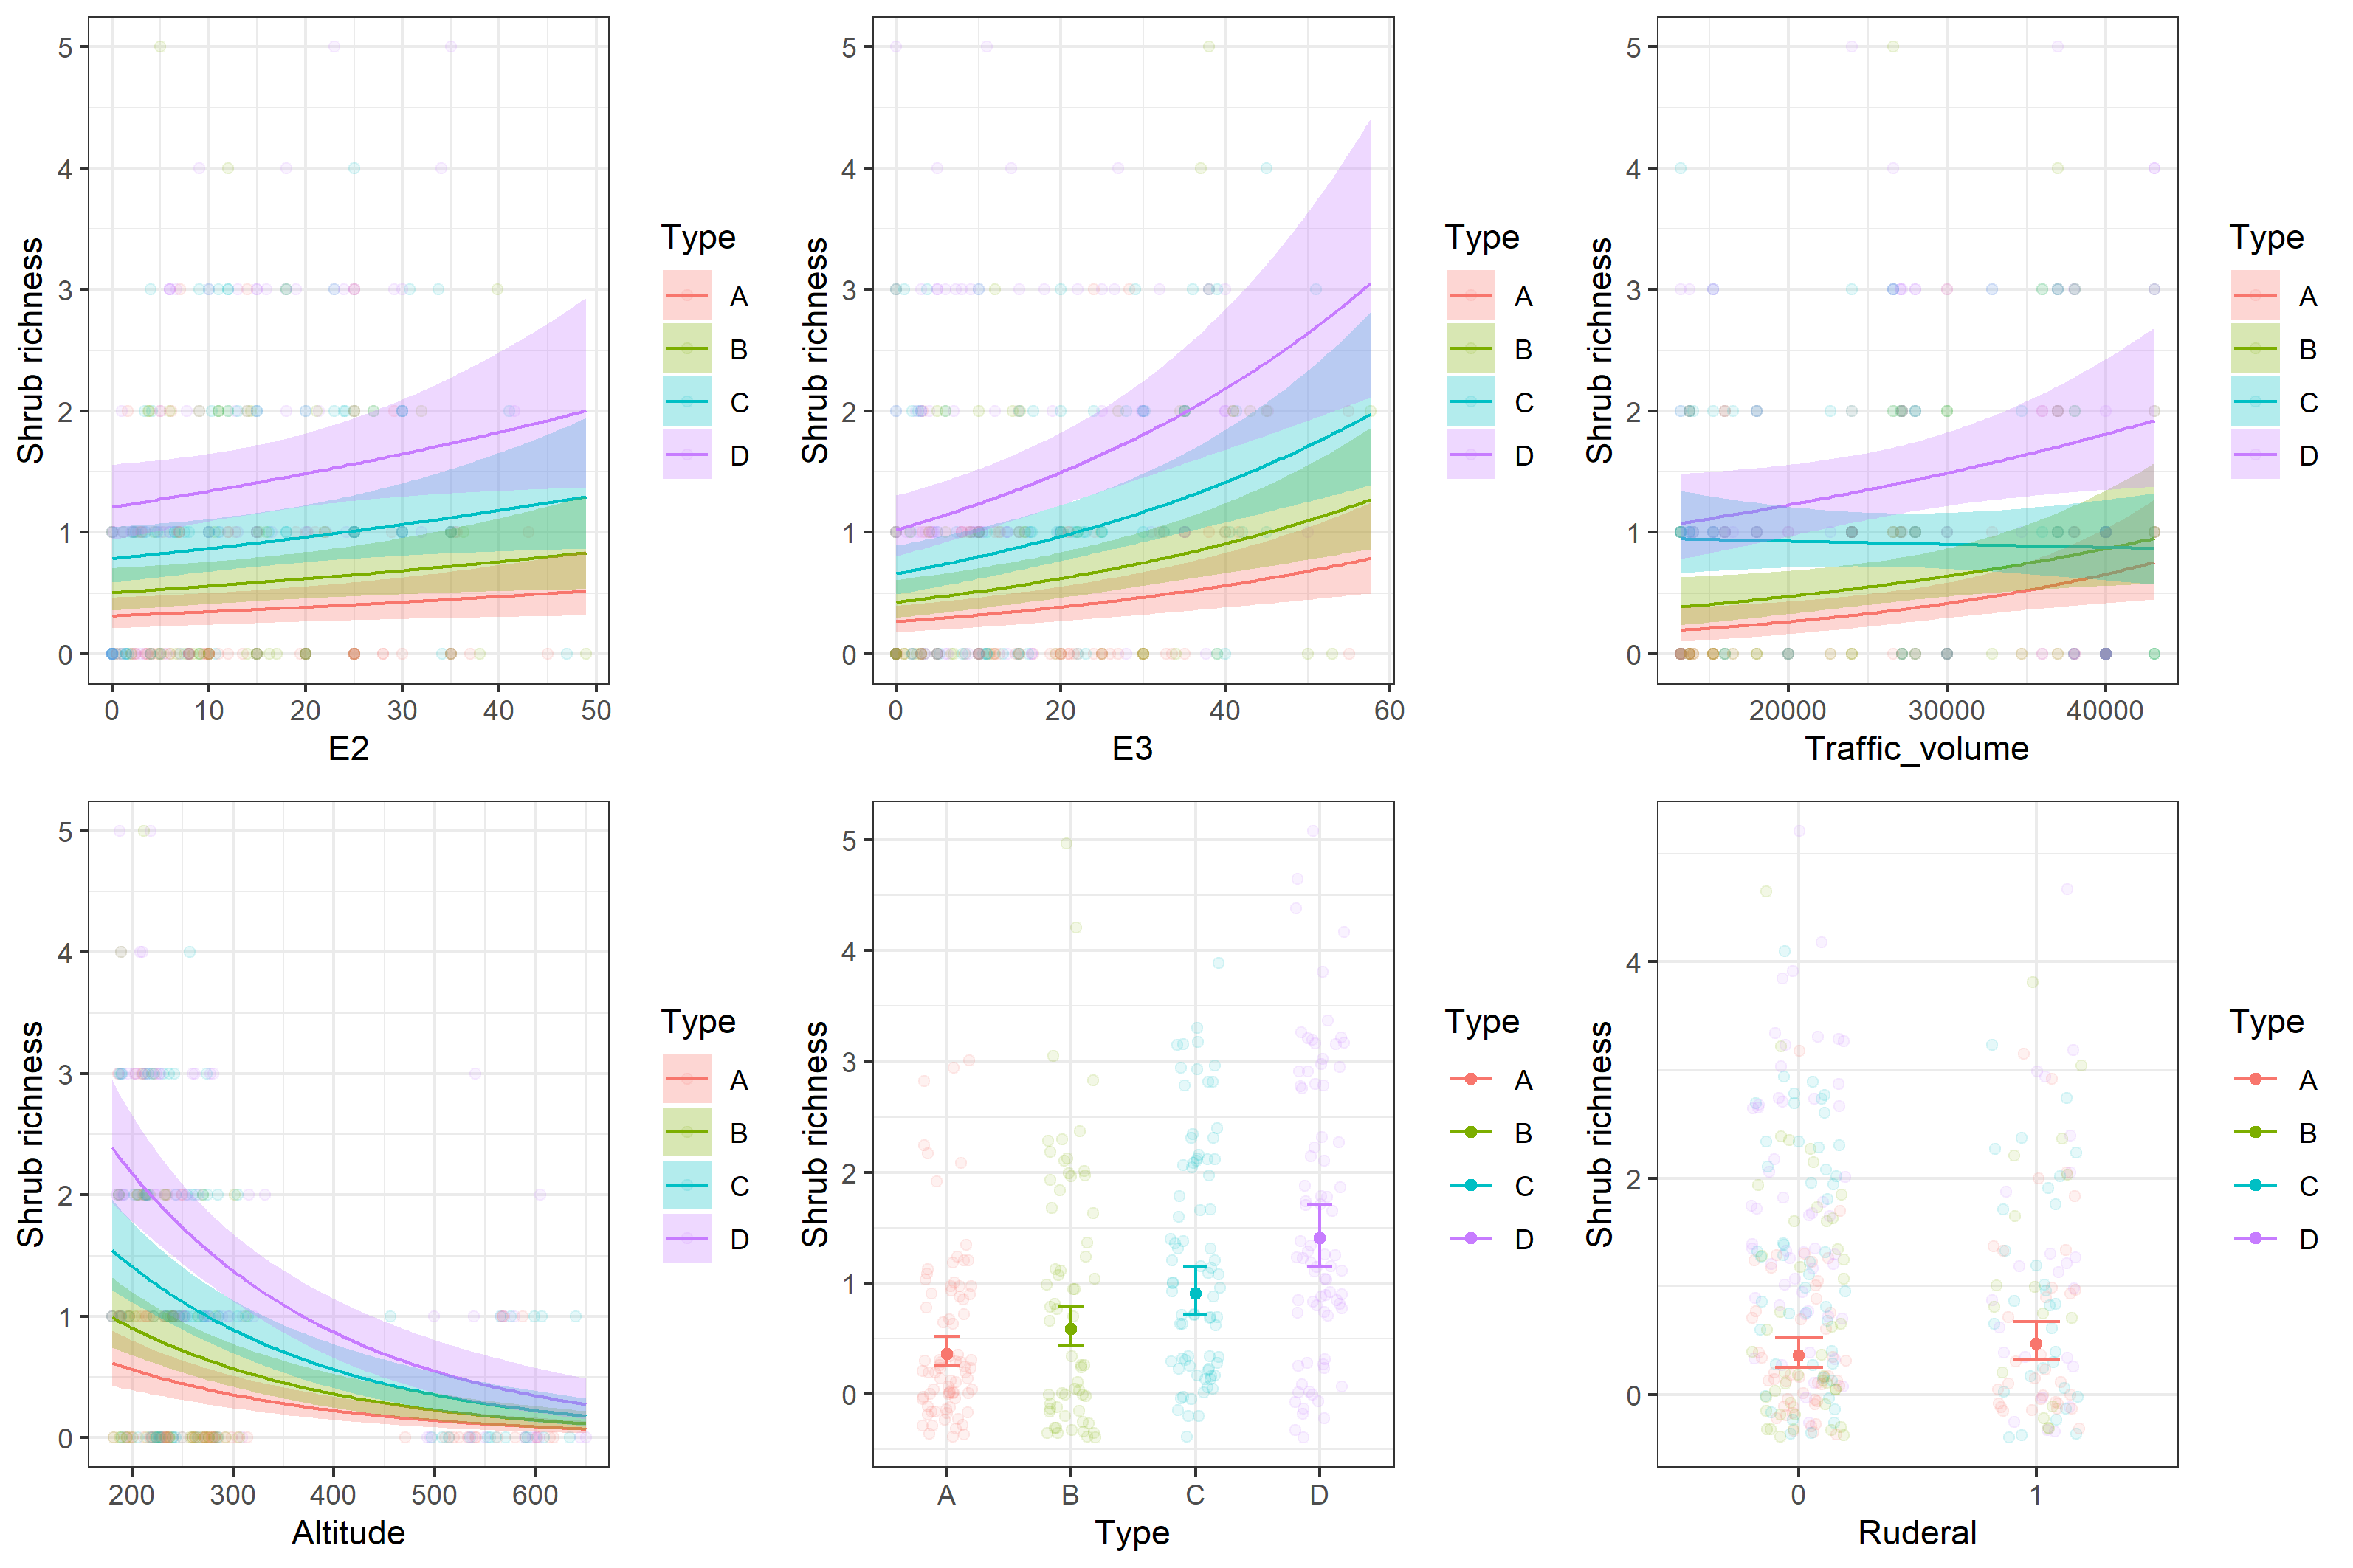 Shrub richness
5
4
3
2
1
0
0 10 20 30 40 50
E2
Type
A
B
C
D
Shrub richness
5
4
3
2
1
0
0 20 40 60
E3
Type
A
B
C
D
Shrub richness
5
4
3
2
1
0
20000 30000 40000
Traffic_volume
Type
A
B
C
D
Shrub richness
5
4
3
2
1
0
200 300 400 500 600
Altitude
Type
A
B
C
D
Shrub richness
5
4
3
2
1
0
A B C D
Type
Type
A
B
C
D
Shrub richness
4
2
0
0 1
Ruderal
Type
A
B
C
D